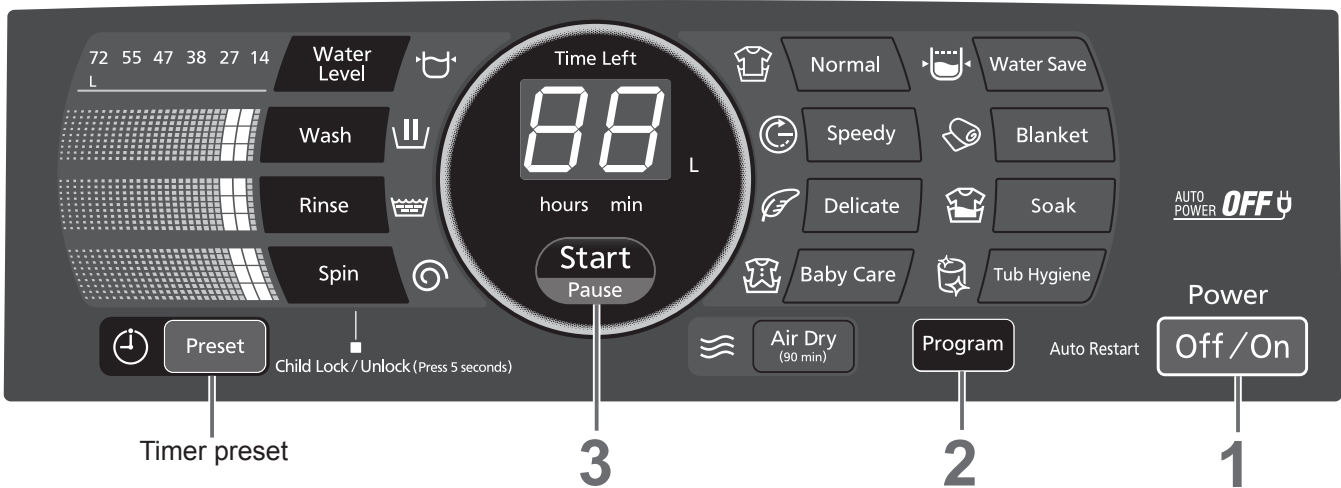 72 55 47 38 27 14
L
Water
Level
Wash
Rinse
Spin
Preset
Child Lock / Unlock (Press 5 seconds)
Timer preset
Time Left
88
L
hours min
Start
Pause
3
Normal
Speedy
Delicate
Baby Care
Water Save
Blanket
Soak
Tub Hygiene
Air Dry
(90 min)
Program
2
AUTO
POWER OFF
Power
Auto Restart
Off/On
1